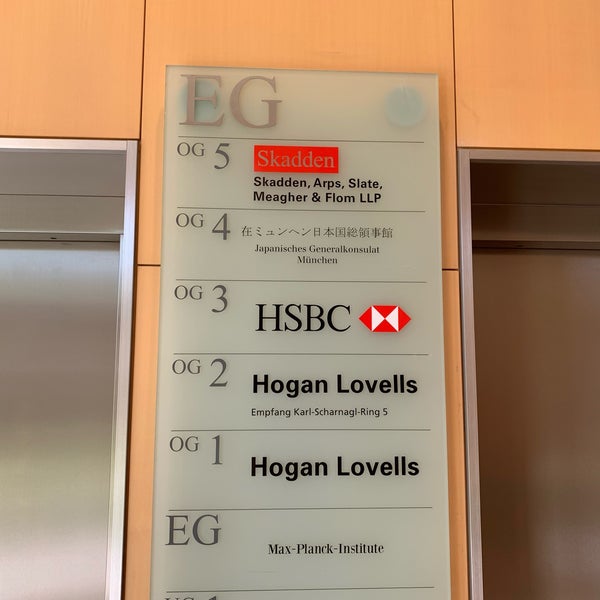 EG
OG 5 Skadden
Skadden, Arps, Slate,
Meagher & Flom LLP
OG 4 在ミュンヘン日本国総領事館
Japanisches Generalkonsulat
München
OG 3 HSBC
OG 2 Hogan Lovells
Empfang Karl-Scharnagl-Ring 5
OG 1 Hogan Lovells
EG Max-Planck-Institute